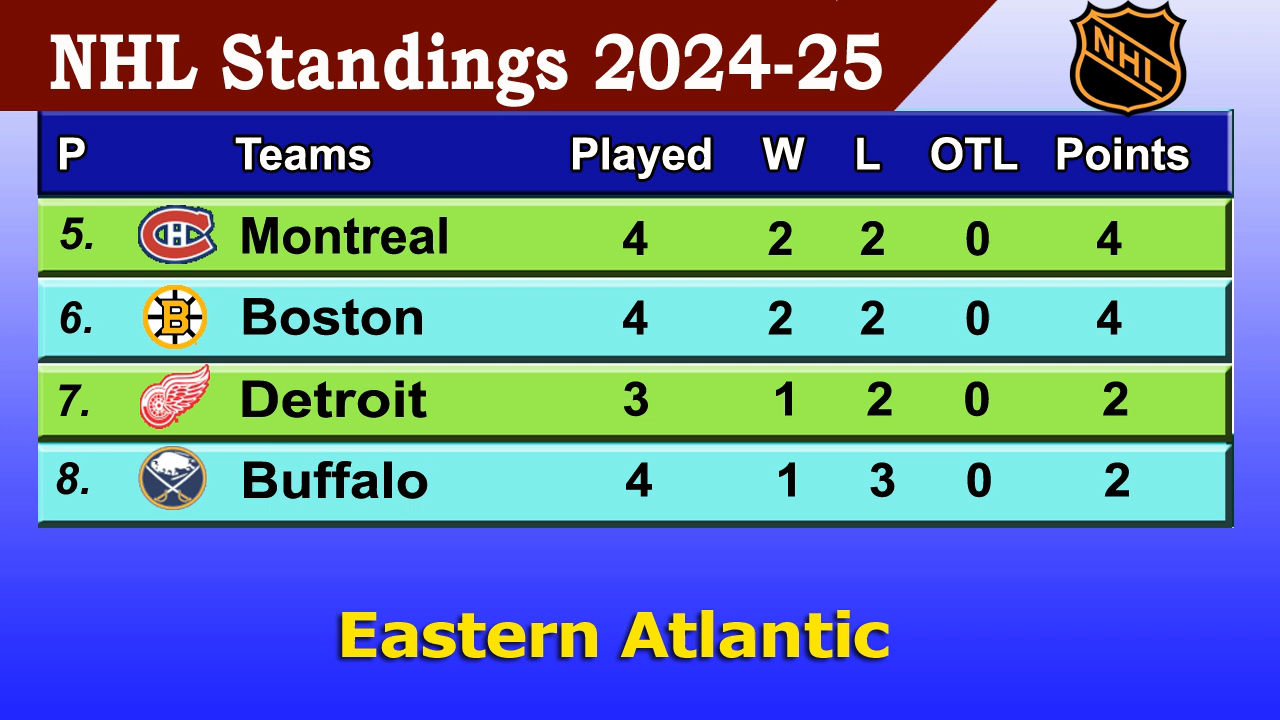 NHL Standings 2024-25
NHL
P Teams Played W L OTL Points
5. Montreal 4 2 2 0 4
6. B Boston 4 2 2 0 4
7. Detroit 3 1 2 0 2
8. Buffalo 4 1 3 0 2
Eastern Atlantic